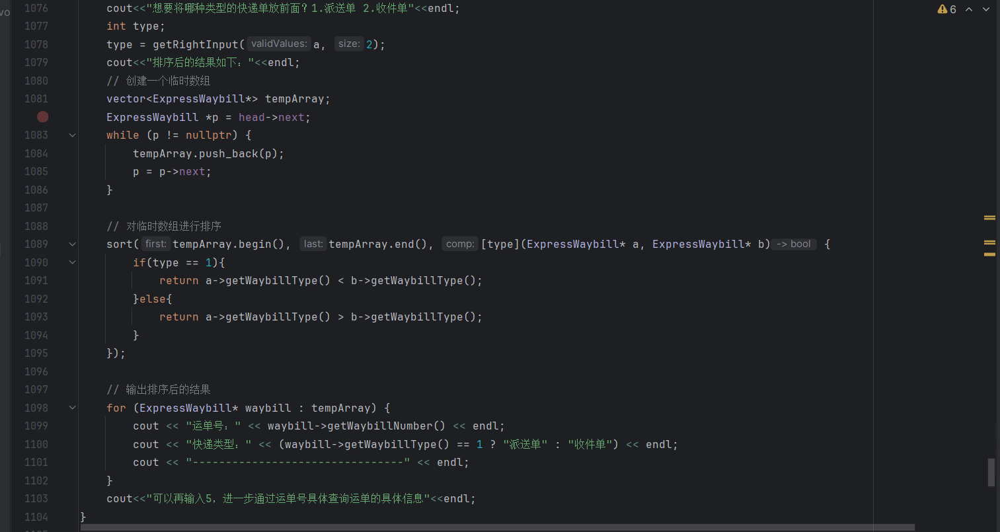 1076 cout<<"想要将哪种类型的快递单放前面？1.派送单 2.收件单"<<endl; 6
vo
1077 int type;
1078 type = getRightInput( validValues: a, size: 2);
1079 cout<<"排序后的结果如下："<<endl;
1080 // 创建一个临时数组
1081 vector<ExpressWaybill*> tempArray;
ExpressWaybill *p = head->next;
1083 while (p != nullptr) {
1084 tempArray.push_back(p);
1085 p = p->next;
1086 }
1087
1088 // 对临时数组进行排序
1089 sort( first: tempArray.begin(), last: tempArray.end(), comp: [type](ExpressWaybill* a, ExpressWaybill* b) -> bool {
1090 if(type == 1){
1091 return a->getWaybillType() < b->getWaybillType();
1092 }else{
1093 return a->getWaybillType() > b->getWaybillType();
1094 }
1095 });
1096
1097 // 输出排序后的结果
1098 for (ExpressWaybill* waybill : tempArray) {
1099 cout << "运单号：" << waybill->getWaybillNumber() << endl;
1100 cout << "快递类型：" << (waybill->getWaybillType() == 1 ? "派送单" : "收件单") << endl;
1101 cout << "--------------------------------" << endl;
1102 }
1103 cout<<"可以再输入5，进一步通过运单号具体查询运单的具体信息"<<endl;
1104 }